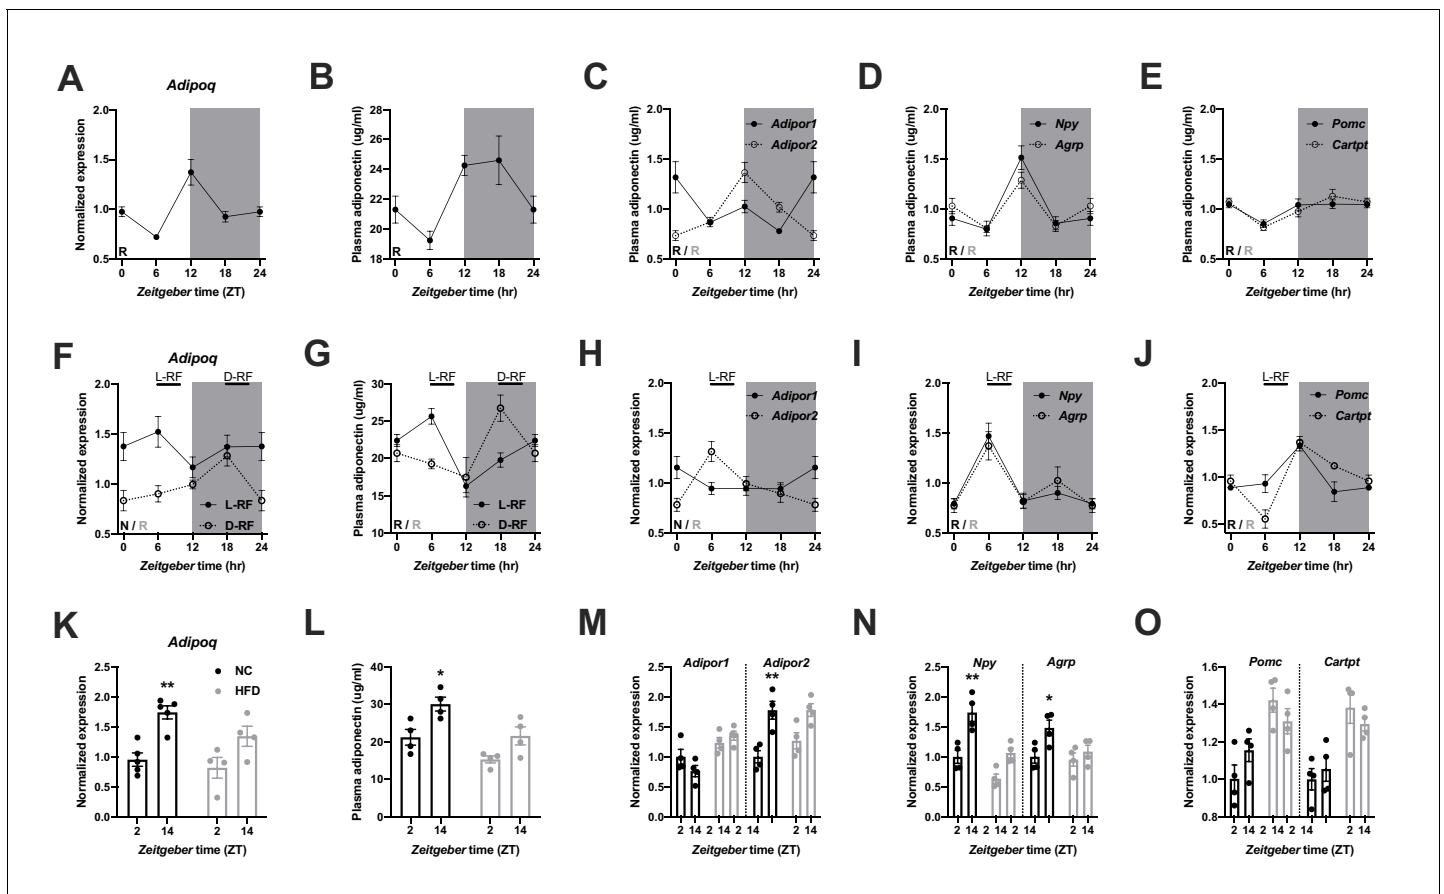 A
Adipoq
Normalized expression
2.0
1.5
1.0
0.5
R
0 6 12 18 24
Zeitgeber time (ZT)
B
Plasma adiponectin (ug/ml)
28
26
24
22
20
18
R
0 6 12 18 24
Zeitgeber time (hr)
C
Plasma adiponectin (ug/ml)
2.0
1.5
1.0
0.5
Adipor1
Adipor2
R / R
0 6 12 18 24
Zeitgeber time (hr)
D
Plasma adiponectin (ug/ml)
2.0
1.5
1.0
0.5
Npy
Agrp
R / R
0 6 12 18 24
Zeitgeber time (hr)
E
Plasma adiponectin (ug/ml)
2.0
1.5
1.0
0.5
Pomc
Cartpt
R / R
0 6 12 18 24
Zeitgeber time (hr)
F
Adipoq
L-RF D-RF
Normalized expression
2.0
1.5
1.0
0.5
L-RF
D-RF
N / R
0 6 12 18 24
Zeitgeber time (hr)
G
L-RF D-RF
Plasma adiponectin (ug/ml)
30
25
20
15
10
L-RF
D-RF
R / R
0 6 12 18 24
Zeitgeber time (hr)
H
L-RF
Normalized expression
2.0
1.5
1.0
0.5
Adipor1
Adipor2
N / R
0 6 12 18 24
Zeitgeber time (hr)
I
L-RF
Normalized expression
2.0
1.5
1.0
0.5
Npy
Agrp
R / R
0 6 12 18 24
Zeitgeber time (hr)
J
L-RF
Normalized expression
2.0
1.5
1.0
0.5
Pomc
Cartpt
R / R
0 6 12 18 24
Zeitgeber time (hr)
K
Adipoq
Normalized expression
2.5
2.0
1.5
1.0
0.5
0.0
**
NC
HFD
2 14 2 14
Zeitgeber time (ZT)
L
Plasma adiponectin (ug/ml)
40
30
20
10
0
*
2 14 2 14
Zeitgeber time (ZT)
M
Adipor1 Adipor2
Normalized expression
2.5
2.0
1.5
1.0
0.5
0.0
**
2 14 2 14 2 14 2 14
Zeitgeber time (ZT)
N
Npy Agrp
Normalized expression
2.5
2.0
1.5
1.0
0.5
0.0
** *
2 14 2 14 2 14 2 14
Zeitgeber time (ZT)
O
Pomc Cartpt
Normalized expression
1.6
1.4
1.2
1.0
0.8
2 14 2 14 2 14 2 14
Zeitgeber time (ZT)